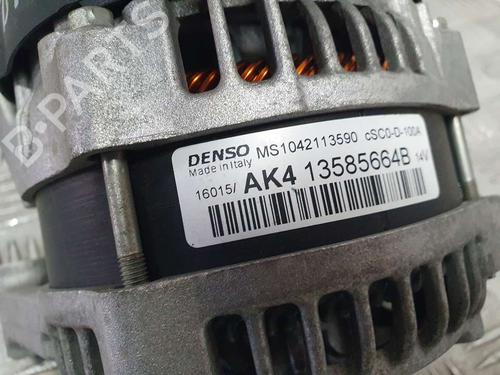 B-PARTS
DENSO MS1042113590 cSC0-D-100A
Made in Italy
16015/ AK4 13585664B 14V